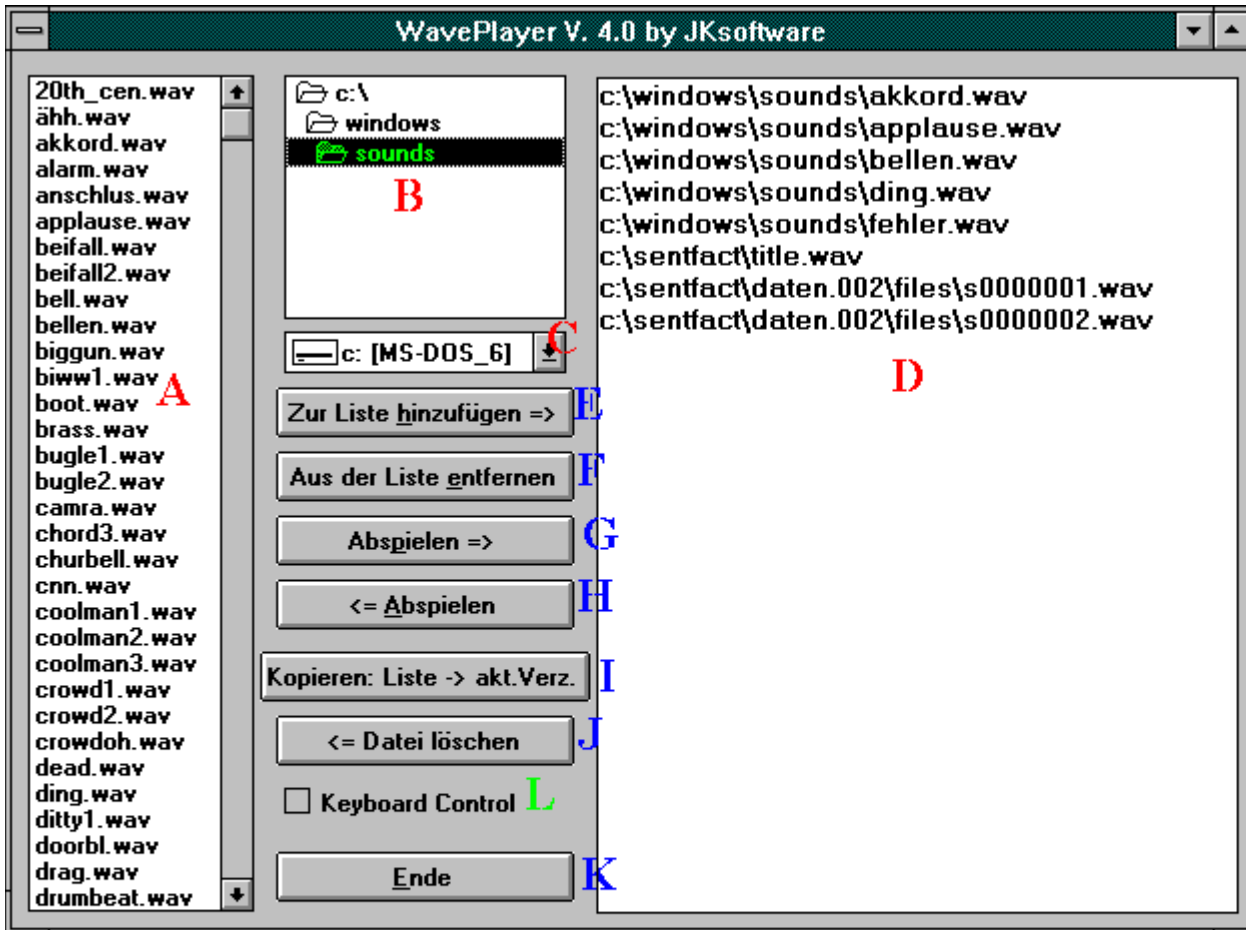 WavePlayer V. 4.0 by JKsoftware
20th_cen.wav
ähh.wav
akkord.wav
alarm.wav
anschlus.wav
applause.wav
beifall.wav
beifall2.wav
bell.wav
bellen.wav
biggun.wav
biww1.wav
boot.wav
brass.wav
bugle1.wav
bugle2.wav
camra.wav
chord3.wav
churbell.wav
cnn.wav
coolman1.wav
coolman2.wav
coolman3.wav
crowd1.wav
crowd2.wav
crowdoh.wav
dead.wav
ding.wav
ditty1.wav
doorbl.wav
drag.wav
drumbeat.wav
A
c:\
windows
sounds
B
c: [MS-DOS_6]
C
Zur Liste hinzufügen =>
E
Aus der Liste entfernen
F
Abspielen =>
G
<= Abspielen
H
Kopieren: Liste -> akt.Verz.
I
<= Datei löschen
J
Keyboard Control
L
Ende
K
c:\windows\sounds\akkord.wav
c:\windows\sounds\applause.wav
c:\windows\sounds\bellen.wav
c:\windows\sounds\ding.wav
c:\windows\sounds\fehler.wav
c:\sentfact\title.wav
c:\sentfact\daten.002\files\s0000001.wav
c:\sentfact\daten.002\files\s0000002.wav
D